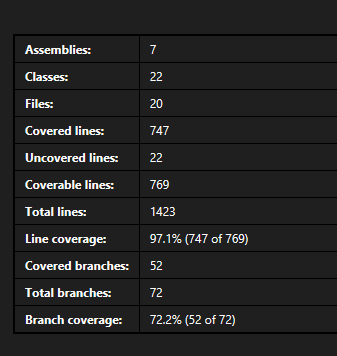 Assemblies: 7
Classes: 22
Files: 20
Covered lines: 747
Uncovered lines: 22
Coverable lines: 769
Total lines: 1423
Line coverage: 97.1% (747 of 769)
Covered branches: 52
Total branches: 72
Branch coverage: 72.2% (52 of 72)